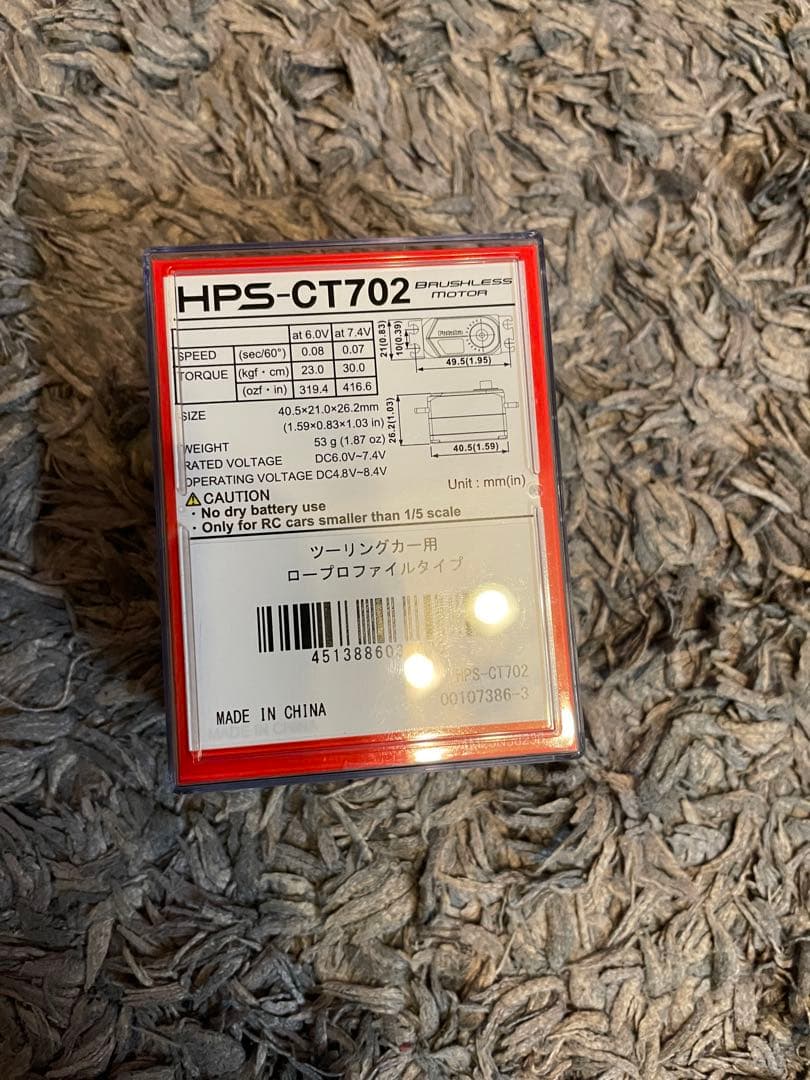 HPS-CT702 BRUSHLESS MOTOR
at 6.0V at 7.4V
SPEED (sec/60°) 0.08 0.07
TORQUE (kgf・cm) 23.0 30.0
(ozf・in) 319.4 416.6
SIZE 40.5×21.0×26.2mm
(1.59×0.83×1.03 in)
WEIGHT 53 g (1.87 oz)
RATED VOLTAGE DC6.0V~7.4V
OPERATING VOLTAGE DC4.8V~8.4V
21(0.83)
10(0.39)
Futaba
49.5(1.95)
26.2(1.03)
40.5(1.59)
Unit : mm(in)
CAUTION
・No dry battery use
・Only for RC cars smaller than 1/5 scale
ツーリングカー用
ロープロファイルタイプ
451388603
HPS-CT702
00107386-3
MADE IN CHINA